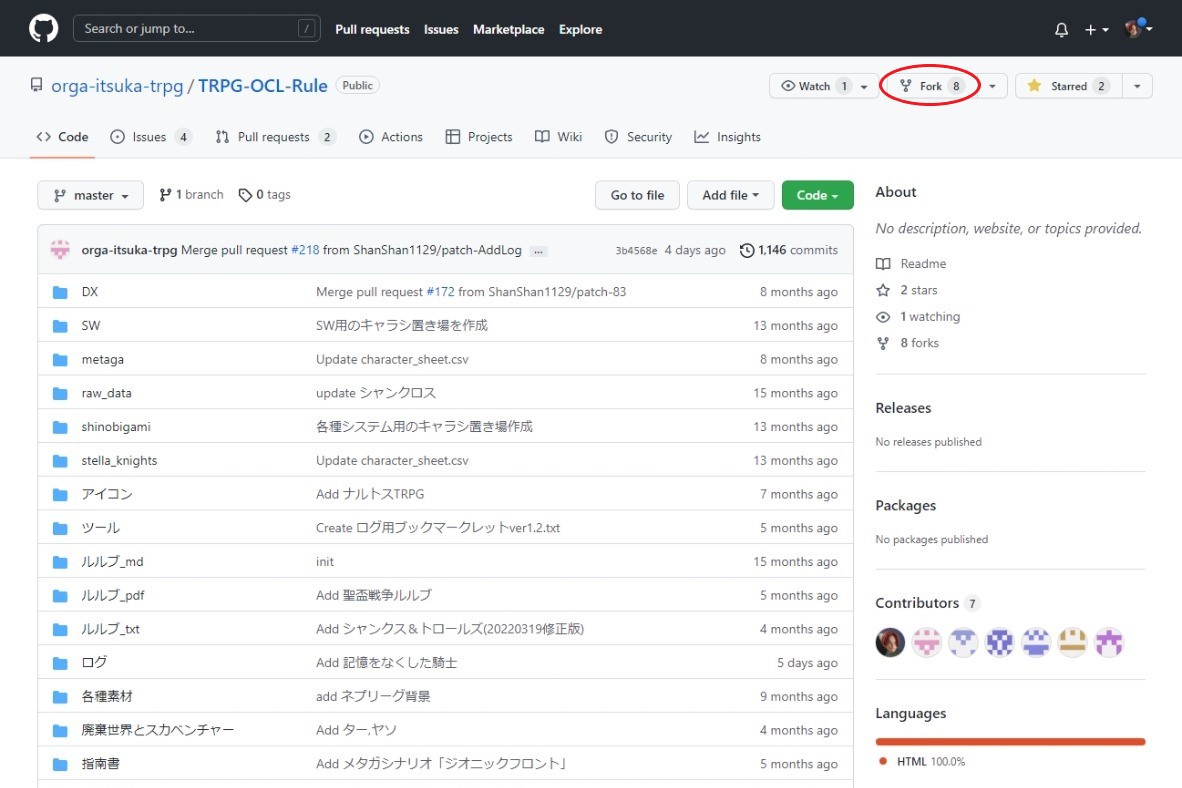 Search or jump to... / Pull requests Issues Marketplace Explore
orga-itsuka-trpg / TRPG-OCL-Rule Public Watch 1 Fork 8 Starred 2
Code Issues 4 Pull requests 2 Actions Projects Wiki Security Insights
master 1 branch 0 tags Go to file Add file Code
orga-itsuka-trpg Merge pull request #218 from ShanShan1129/patch-AddLog ... 3b4568e 4 days ago 1,146 commits
DX Merge pull request #172 from ShanShan1129/patch-83 8 months ago
SW SW用のキャラシ置き場を作成 13 months ago
metaga Update character_sheet.csv 8 months ago
raw_data update シャンクロス 15 months ago
shinobigami 各種システム用のキャラシ置き場作成 13 months ago
stella_knights Update character_sheet.csv 13 months ago
アイコン Add ナルトスTRPG 7 months ago
ツール Create ログ用ブックマークレットver1.2.txt 5 months ago
ルルブ_md init 15 months ago
ルルブ_pdf Add 聖盃戦争ルルブ 5 months ago
ルルブ_txt Add シャンクス＆トロールズ(20220319修正版) 4 months ago
ログ Add 記憶をなくした騎士 5 days ago
各種素材 add ネプリーグ背景 9 months ago
廃棄世界とスカベンチャー Add ター,ヤソ 4 months ago
指南書 Add メタガシナリオ「ジオニックフロント」 5 months ago
About
No description, website, or topics provided.
Readme
2 stars
1 watching
8 forks
Releases
No releases published
Packages
No packages published
Contributors 7
Languages
HTML 100.0%